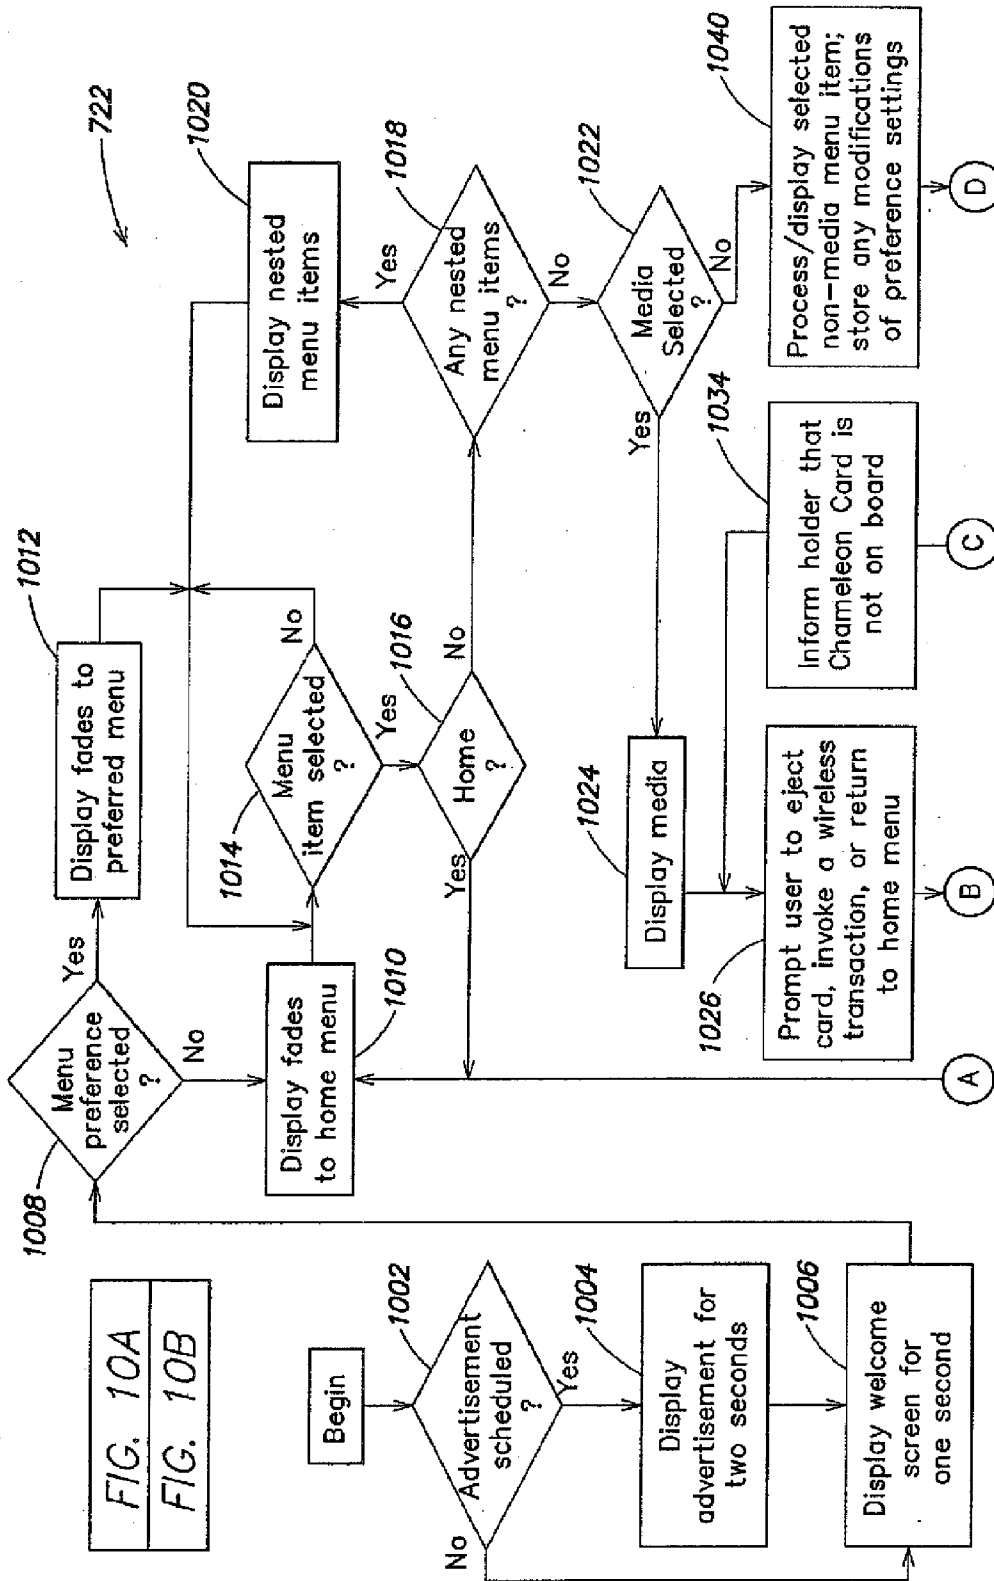 FIG. 10A
FIG. 10B
722
Begin
Advertisement
scheduled
?
1002
No
Yes
Display
advertisement for
two seconds
1004
Display welcome
screen for
one second
1006
Menu
preference
selected
?
1008
Yes
No
Display fades
to home menu
1010
Display fades to
preferred menu
1012
Menu
item selected
?
1014
No
Yes
Home
?
1016
Yes
No
Any nested
menu items
?
1018
Yes
No
Display nested
menu items
1020
Media
Selected
?
1022
Yes
No
Display media
1024
Prompt user to eject
card, invoke a wireless
transaction, or return
to home menu
1026
Inform holder that
Chameleon Card is
not on board
1034
Process/display selected
non-media menu item;
store any modifications
of preference settings
1040
A
B
C
D